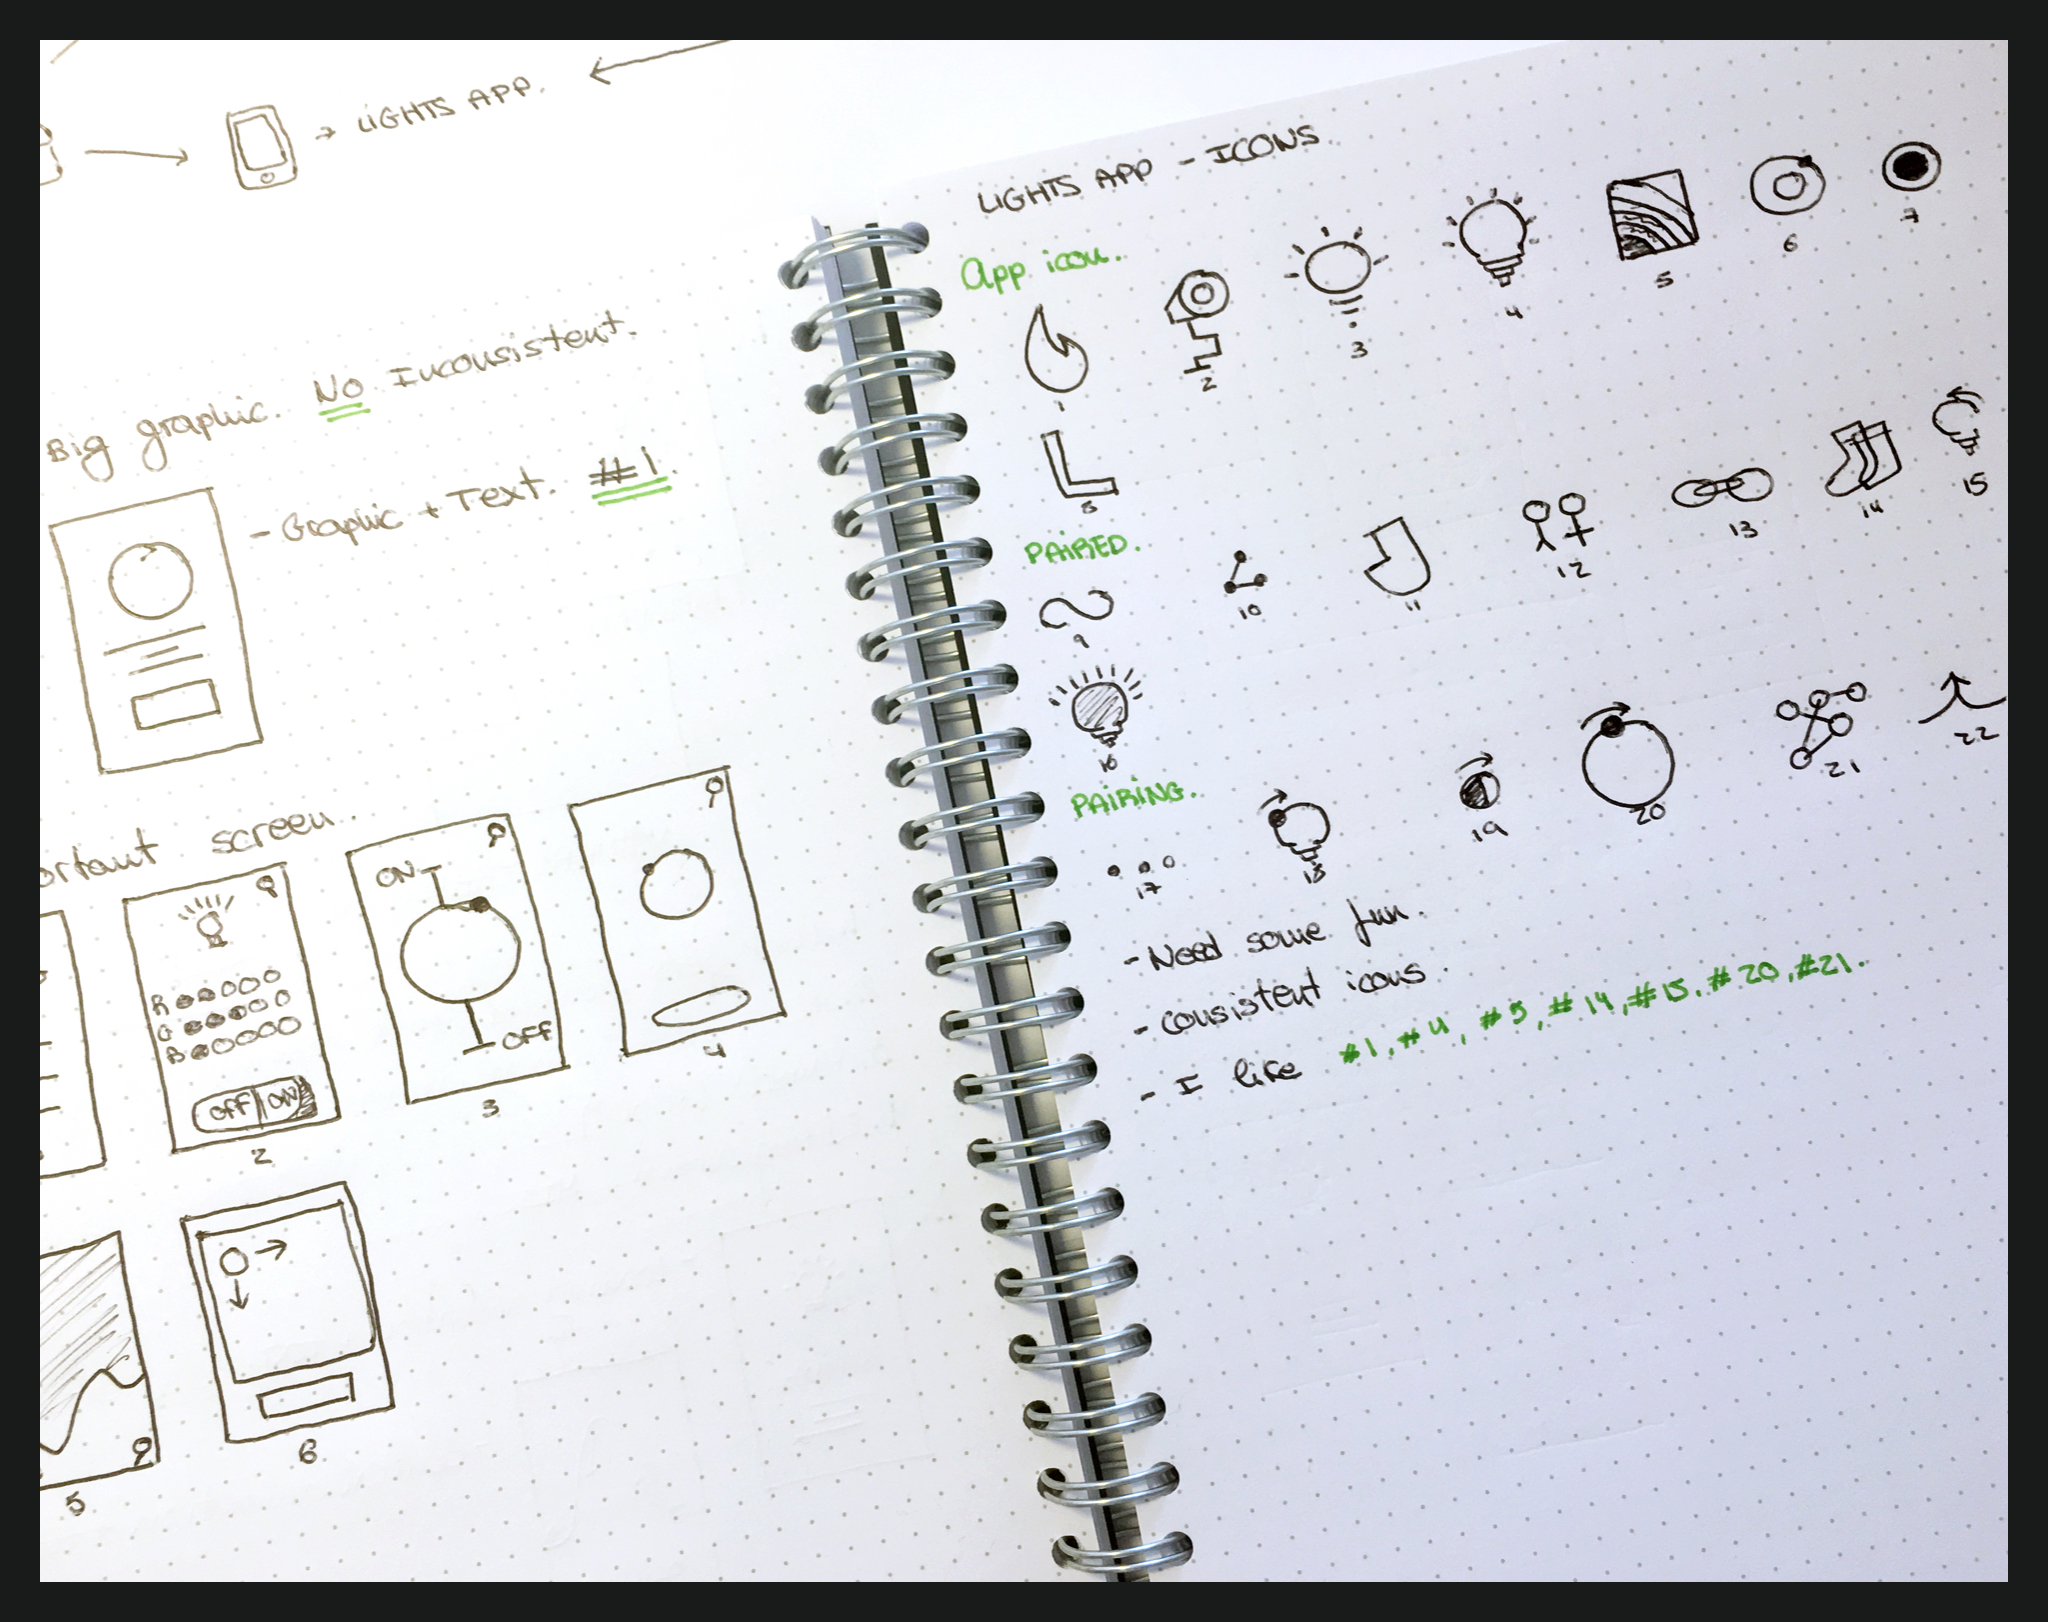 → LIGHTS APP.
Big graphic. NO Inconsistent.
- Graphic + Text. #1.
ortant screen.
R
G
B
OFF ON
2
ON
OFF
3
4
5
6
LIGHTS APP - ICONS.
App icon.
1 2 3 4 5 6 7
8
PAIRED.
9 10 11 12 13 14 15
16
PAIRING.
17 18 19 20 21 22
- Need some fun.
- consistent icons.
- I like #1, #4, #5, #14, #15, #20, #21.